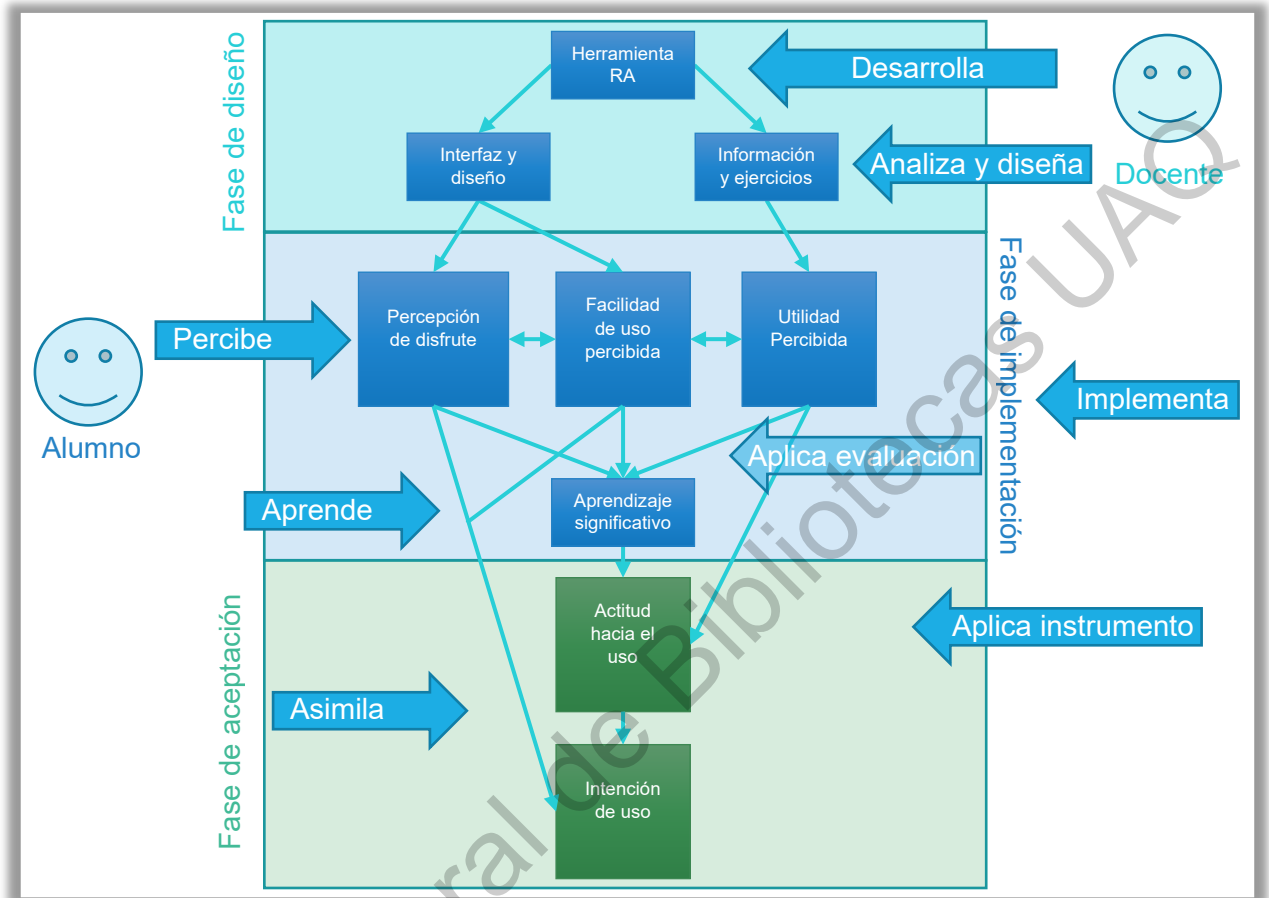 Fase de diseño
Herramienta
RA
Desarrolla
Interfaz y
diseño
Información
y ejercicios
Analiza y diseña
Docente
Fase de implementación
Percibe
Percepción
de disfrute
Facilidad
de uso
percibida
Utilidad
Percibida
Alumno
Implementa
Aplica evaluación
Aprende
Aprendizaje
significativo
Fase de aceptación
Actitud
hacia el
uso
Aplica instrumento
Asimila
Intención
de uso
de Bibliotecas UAQ